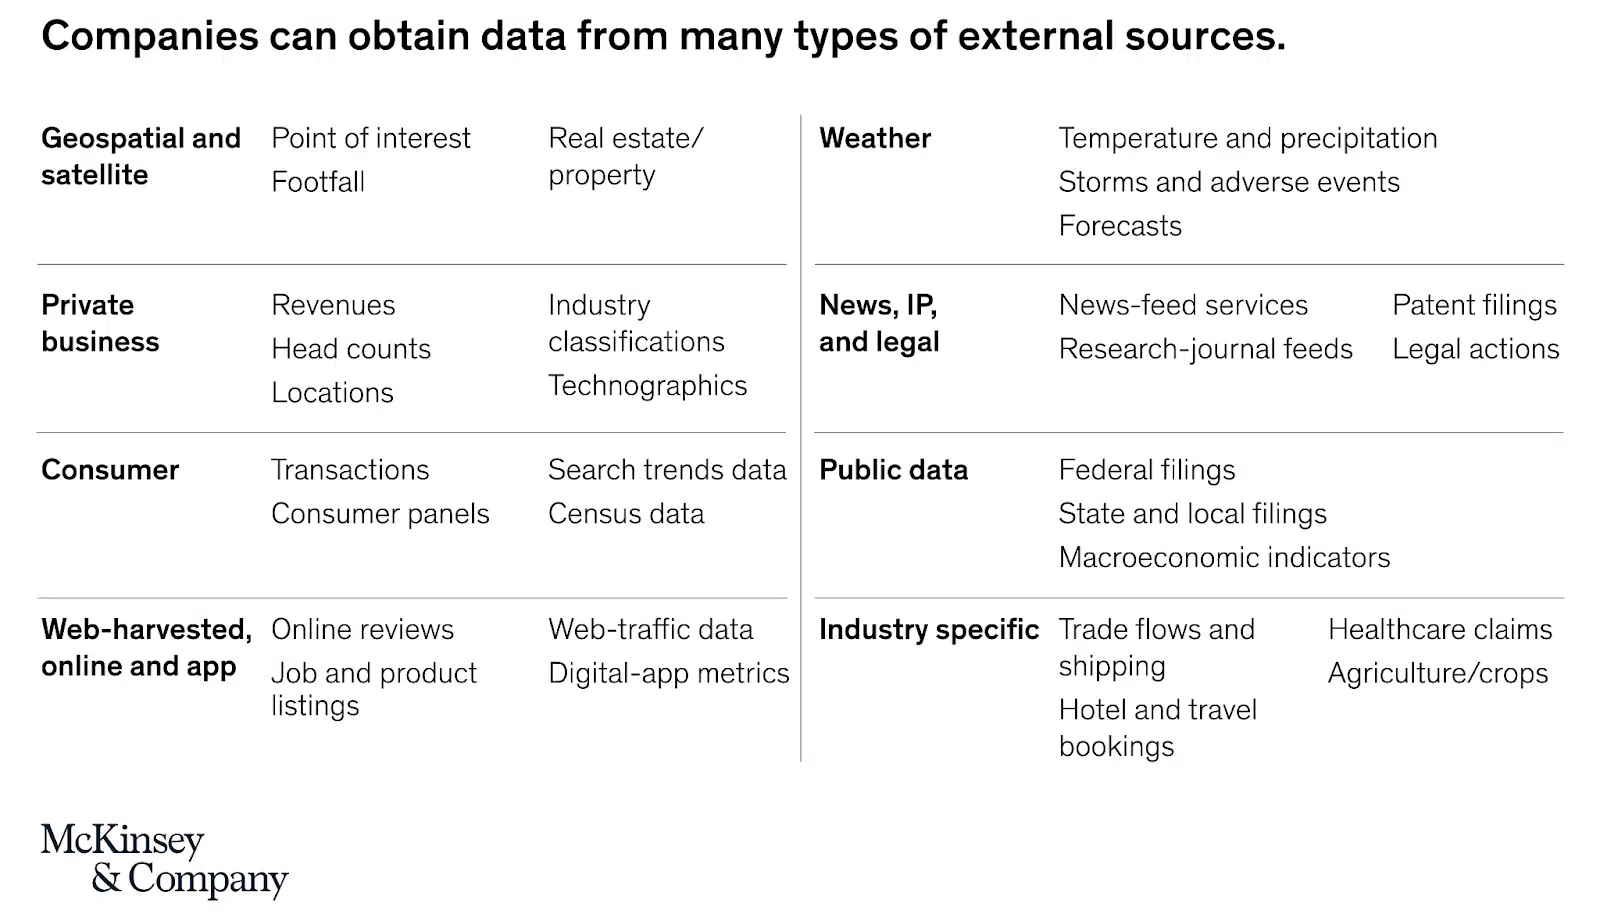 Companies can obtain data from many types of external sources.
Geospatial and
satellite
Point of interest
Footfall
Real estate/
property
Private
business
Revenues
Head counts
Locations
Industry
classifications
Technographics
Consumer
Transactions
Consumer panels
Search trends data
Census data
Web-harvested,
online and app
Online reviews
Job and product
listings
Web-traffic data
Digital-app metrics
Weather
Temperature and precipitation
Storms and adverse events
Forecasts
News, IP,
and legal
News-feed services
Research-journal feeds
Patent filings
Legal actions
Public data
Federal filings
State and local filings
Macroeconomic indicators
Industry specific
Trade flows and
shipping
Hotel and travel
bookings
Healthcare claims
Agriculture/crops
McKinsey
& Company